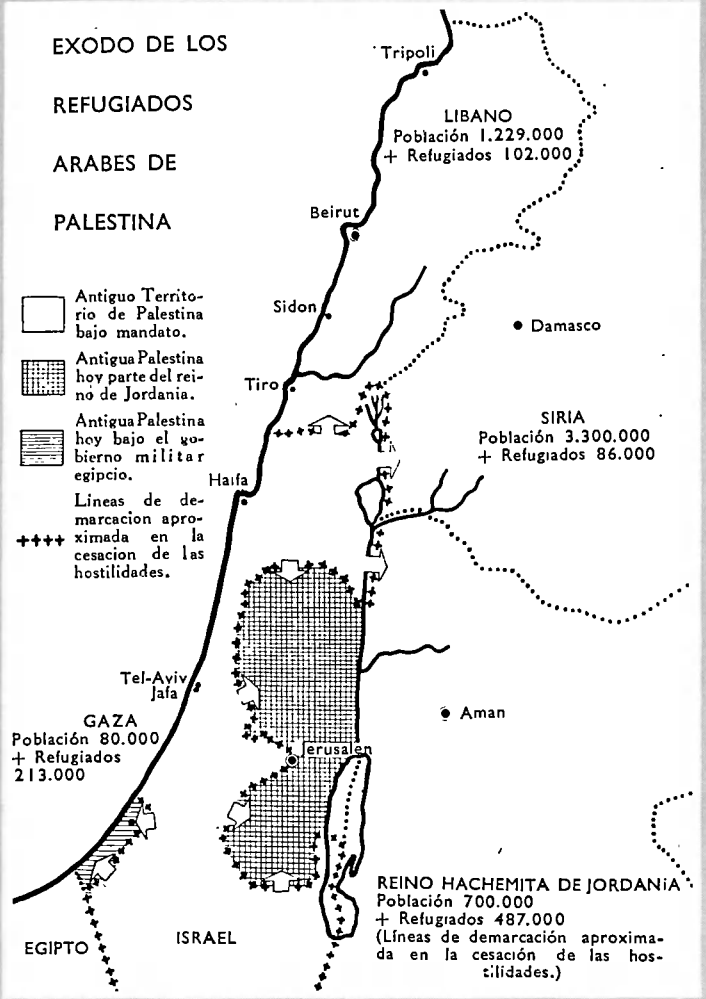 EXODO DE LOS
REFUGIADOS
ARABES DE
PALESTINA
Antiguo Territo-
rio de Palestina
bajo mandato.
Antigua Palestina
hoy parte del rei-
no de Jordania.
Antigua Palestina
hoy bajo el go-
bierno militar
egipcio.
Lineas de de-
marcacion apro-
ximada en la
cesacion de las
hostilidades.
Tripoli
LIBANO
Población 1.229.000
+ Refugiados 102.000
Beirut
Sidon
Damasco
Tiro
SIRIA
Población 3.300.000
+ Refugiados 86.000
Haifa
Tel-Aviv
Jafa
Aman
GAZA
Población 80.000
+ Refugiados
213.000
Jerusalen
REINO HACHEMITA DE JORDANiA
Población 700.000
+ Refugiados 487.000
(Líneas de demarcación aproxima-
da en la cesación de las hos-
tilidades.)
EGIPTO
ISRAEL